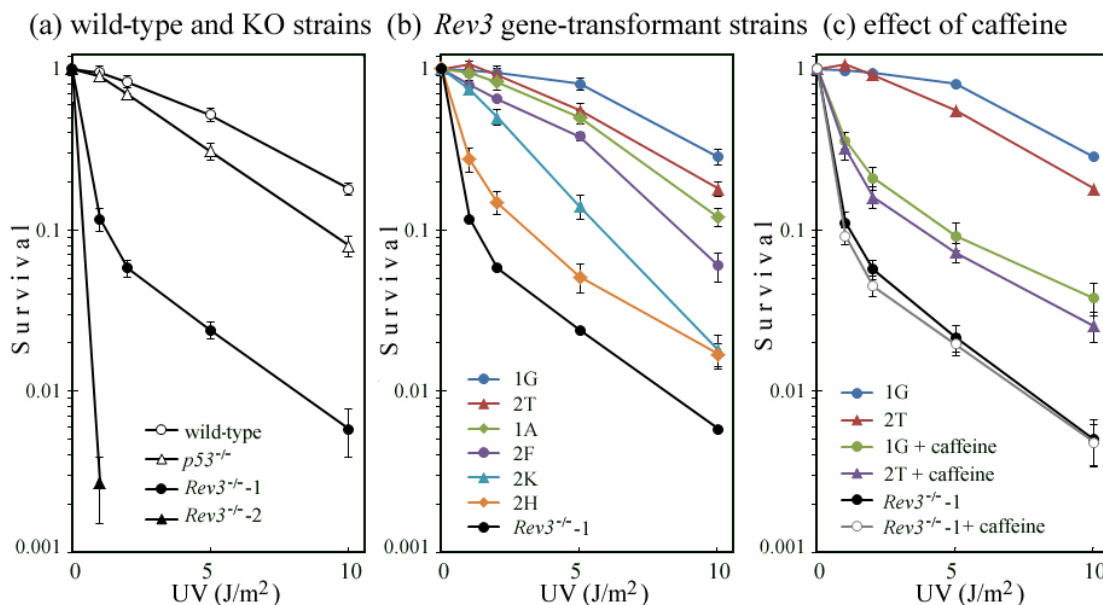 (a) wild-type and KO strains
Survival
1
0.1
0.01
0.001
wild-type
p53-/-
Rev3-/--1
Rev3-/--2
0
5
10
UV (J/m²)
(b) Rev3 gene-transformant strains
Survival
1
0.1
0.01
0.001
1G
2T
1A
2F
2K
2H
Rev3-/--1
0
5
10
UV (J/m²)
(c) effect of caffeine
Survival
1
0.1
0.01
0.001
1G
2T
1G + caffeine
2T + caffeine
Rev3-/--1
Rev3-/--1+ caffeine
0
5
10
UV (J/m²)